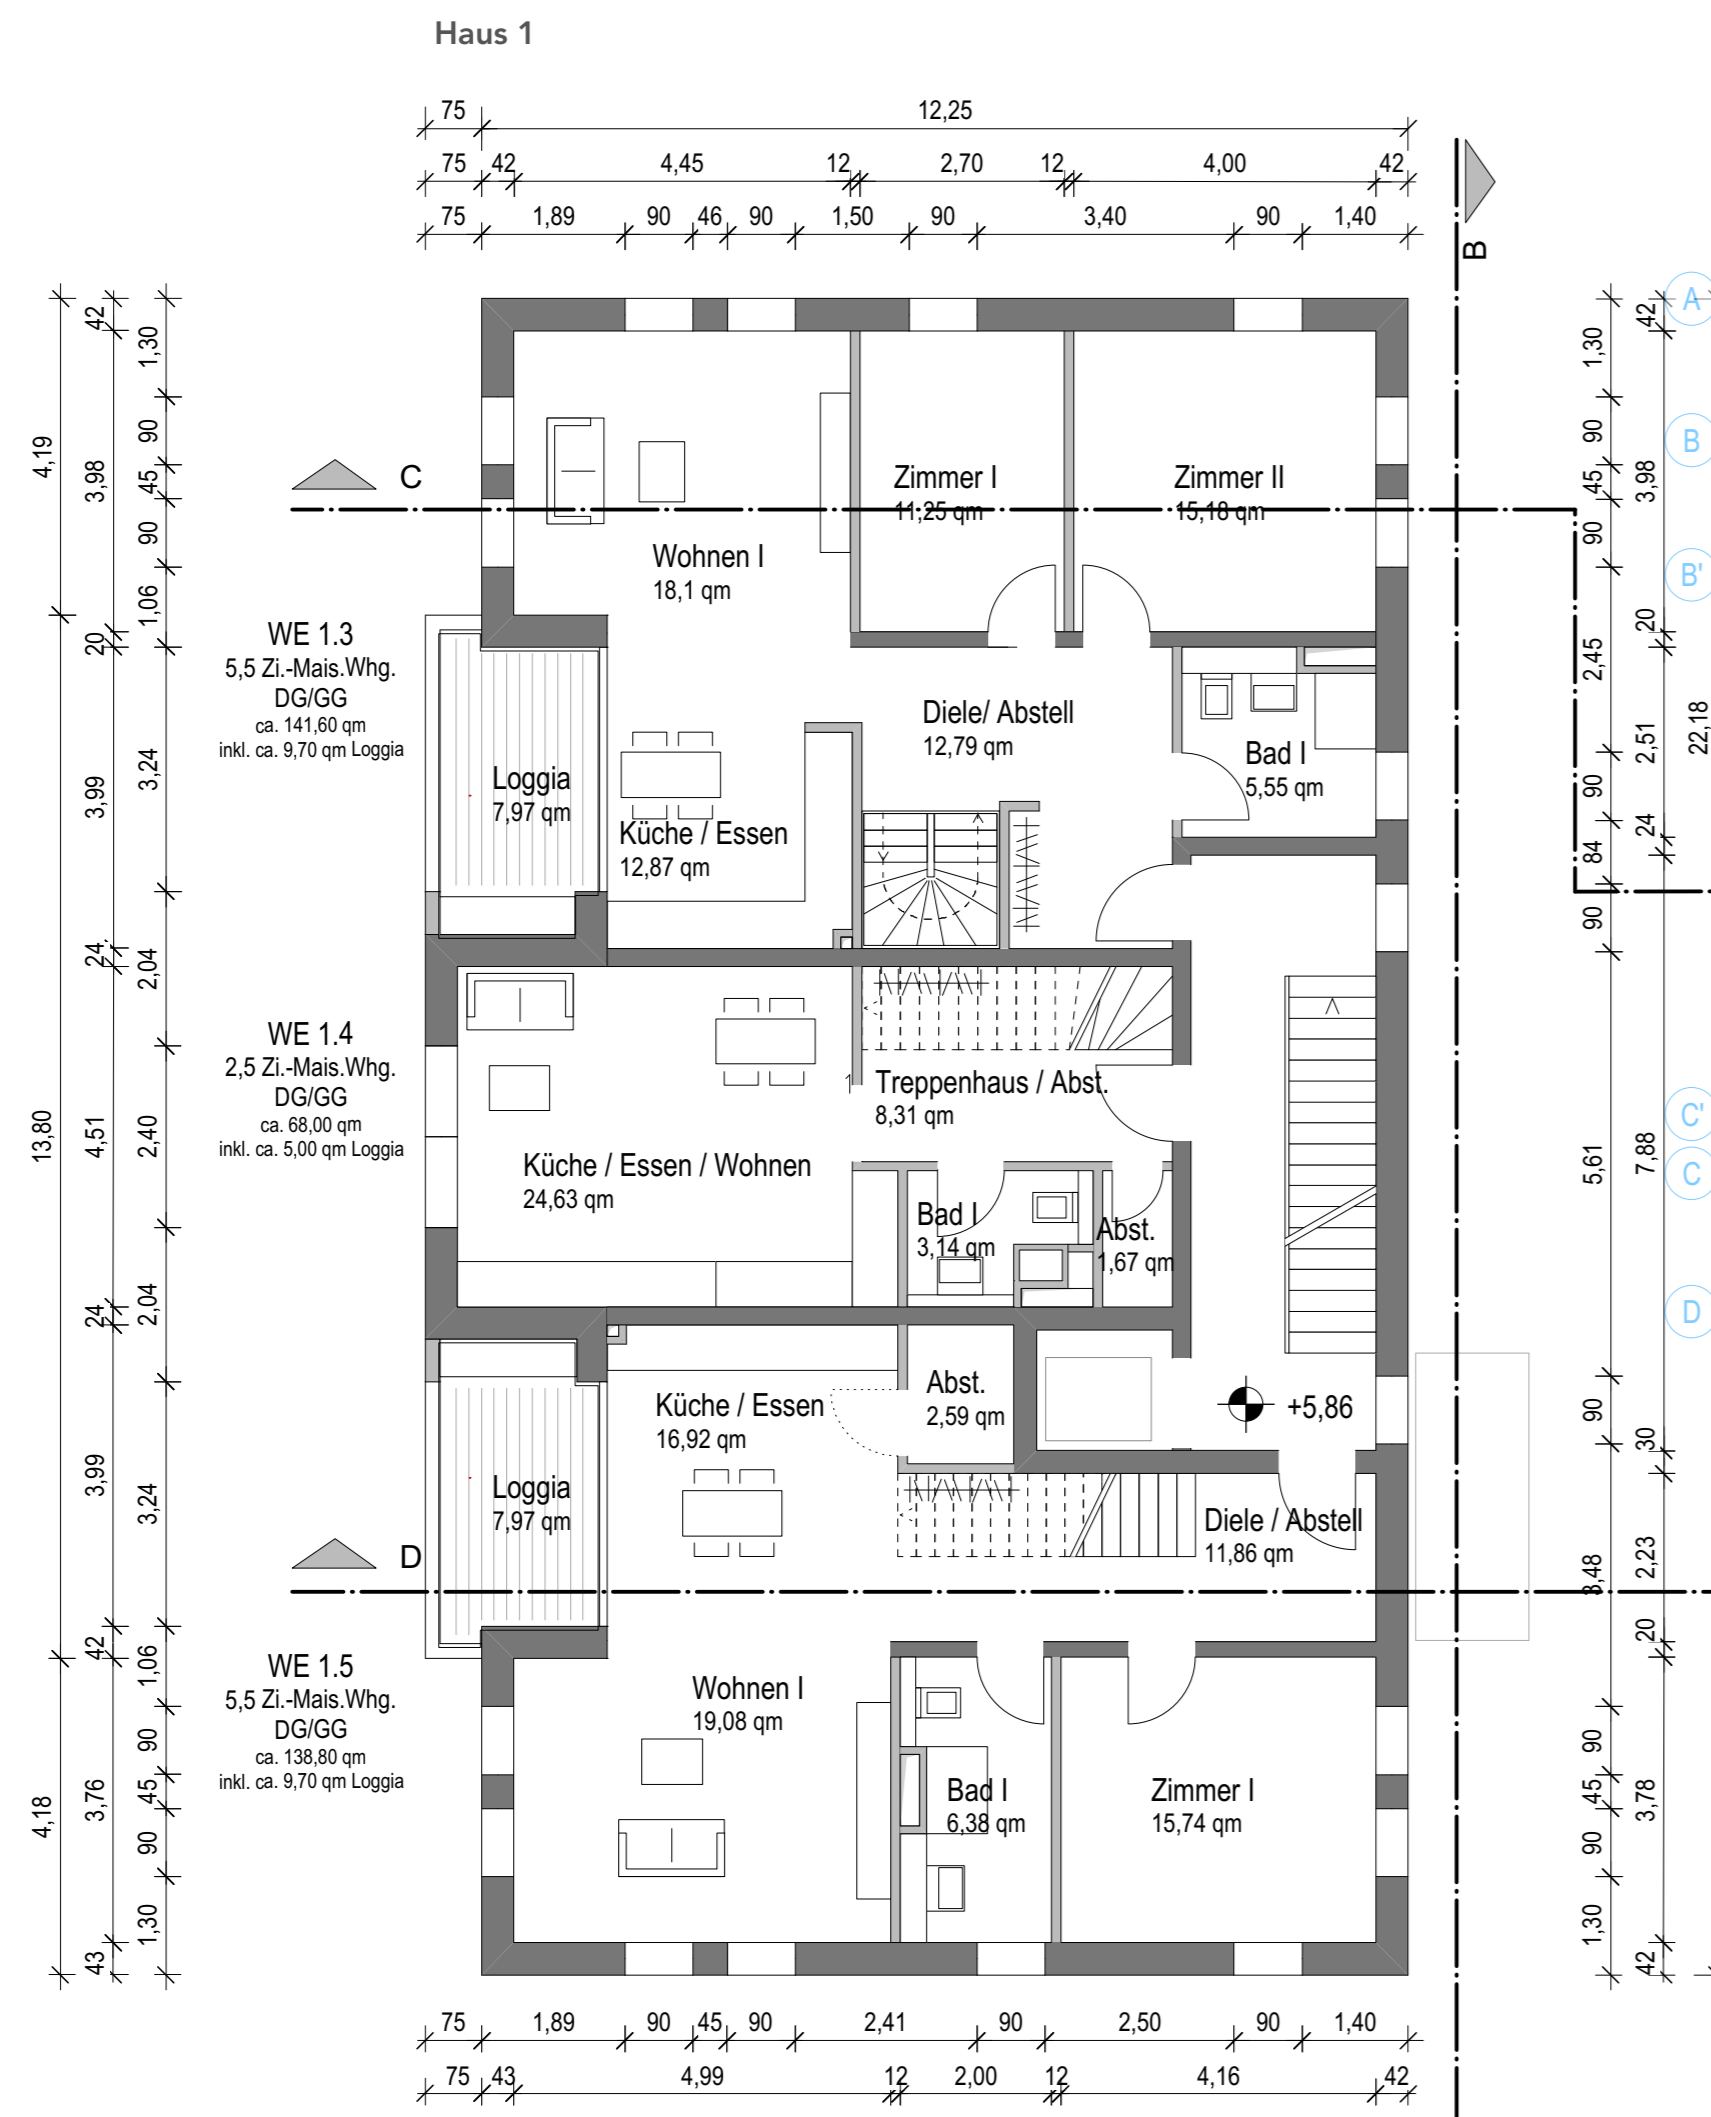 Haus 1
75 12,25
75 42 4,45 12 2,70 12 4,00 42
75 1,89 90 46 90 1,50 90 3,40 90 1,40
B
4,19 13,80 4,18
42 3,98 20 3,99 24 4,51 24 3,99 42 3,76 43
1,30 90 45 90 1,06 3,24 2,04 2,40 2,04 3,24 1,06 90 45 90 1,30
C
Zimmer I
11,25 qm
Zimmer II
15,18 qm
Wohnen I
18,1 qm
WE 1.3
5,5 Zi.-Mais.Whg.
DG/GG
ca. 141,60 qm
inkl. ca. 9,70 qm Loggia
Loggia
7,97 qm
Küche / Essen
12,87 qm
Diele/ Abstell
12,79 qm
Bad I
5,55 qm
WE 1.4
2,5 Zi.-Mais.Whg.
DG/GG
ca. 68,00 qm
inkl. ca. 5,00 qm Loggia
Treppenhaus / Abst.
8,31 qm
Küche / Essen / Wohnen
24,63 qm
Bad I
3,14 qm
Abst.
1,67 qm
Küche / Essen
16,92 qm
Abst.
2,59 qm
+5,86
Loggia
7,97 qm
Diele / Abstell
11,86 qm
D
WE 1.5
5,5 Zi.-Mais.Whg.
DG/GG
ca. 138,80 qm
inkl. ca. 9,70 qm Loggia
Wohnen I
19,08 qm
Bad I
6,38 qm
Zimmer I
15,74 qm
1,30 90 45 90 2,45 90 84 90 5,61 90 3,48 90 45 90 1,30
42 3,98 20 2,51 24 7,88 30 2,23 20 3,78 42
22,18
A
B
B'
C'
C
D
75 1,89 90 45 90 2,41 90 2,50 90 1,40
75 43 4,99 12 2,00 12 4,16 42